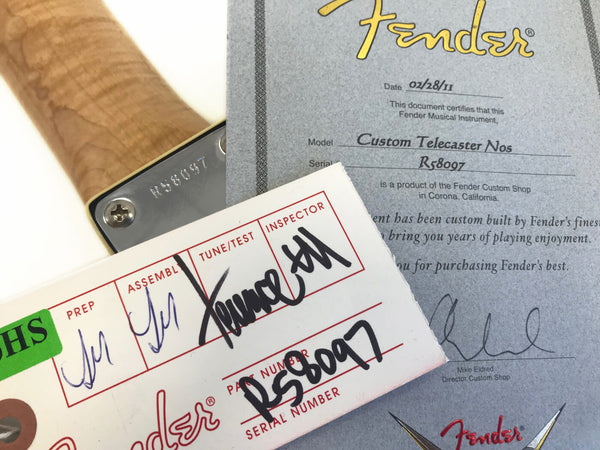 Fender®
Date 02/28/11
This document certifies that this
Fender Musical Instrument,
Model Custom Telecaster Nos
Serial R58097
is a product of the Fender Custom Shop
in Corona, California.
ent has been custom built by Fender's finest
o bring you years of playing enjoyment.
you for purchasing Fender's best.
Mike Eldred
Director, Custom Shop
Fender®
R58097
PREP
ASSEMBLY
TUNE/TEST
INSPECTOR
OHS
PART NUMBER
R58097
SERIAL NUMBER
Fender®